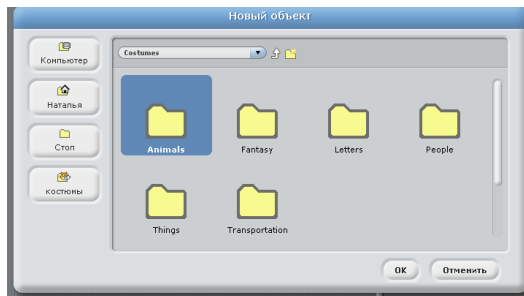 Новый объект
Компьютер
Наталья
Стол
костюмы
Costumes
Animals
Fantasy
Letters
People
Things
Transportation
OK
Отменить